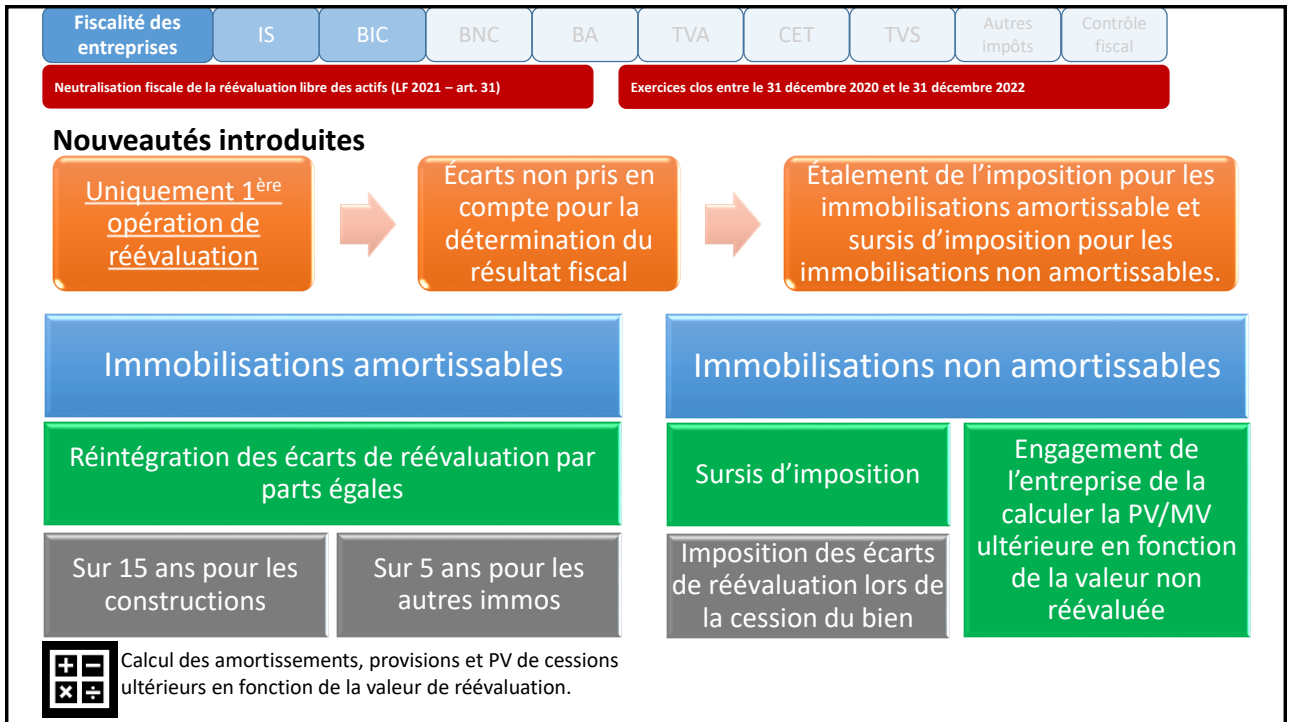 Fiscalité des
entreprises
IS
BIC
BNC
BA
TVA
CET
TVS
Autres
impôts
Contrôle
fiscal
Neutralisation fiscale de la réévaluation libre des actifs (LF 2021 – art. 31)
Exercices clos entre le 31 décembre 2020 et le 31 décembre 2022
Nouveautés introduites
Uniquement 1ère
opération de
réévaluation
Écarts non pris en
compte pour la
détermination du
résultat fiscal
Étalement de l’imposition pour les
immobilisations amortissable et
sursis d’imposition pour les
immobilisations non amortissables.
Immobilisations amortissables
Réintégration des écarts de réévaluation par
parts égales
Sur 15 ans pour les
constructions
Sur 5 ans pour les
autres immos
Immobilisations non amortissables
Sursis d’imposition
Imposition des écarts
de réévaluation lors de
la cession du bien
Engagement de
l’entreprise de la
calculer la PV/MV
ultérieure en fonction
de la valeur non
réévaluée
Calcul des amortissements, provisions et PV de cessions
ultérieurs en fonction de la valeur de réévaluation.